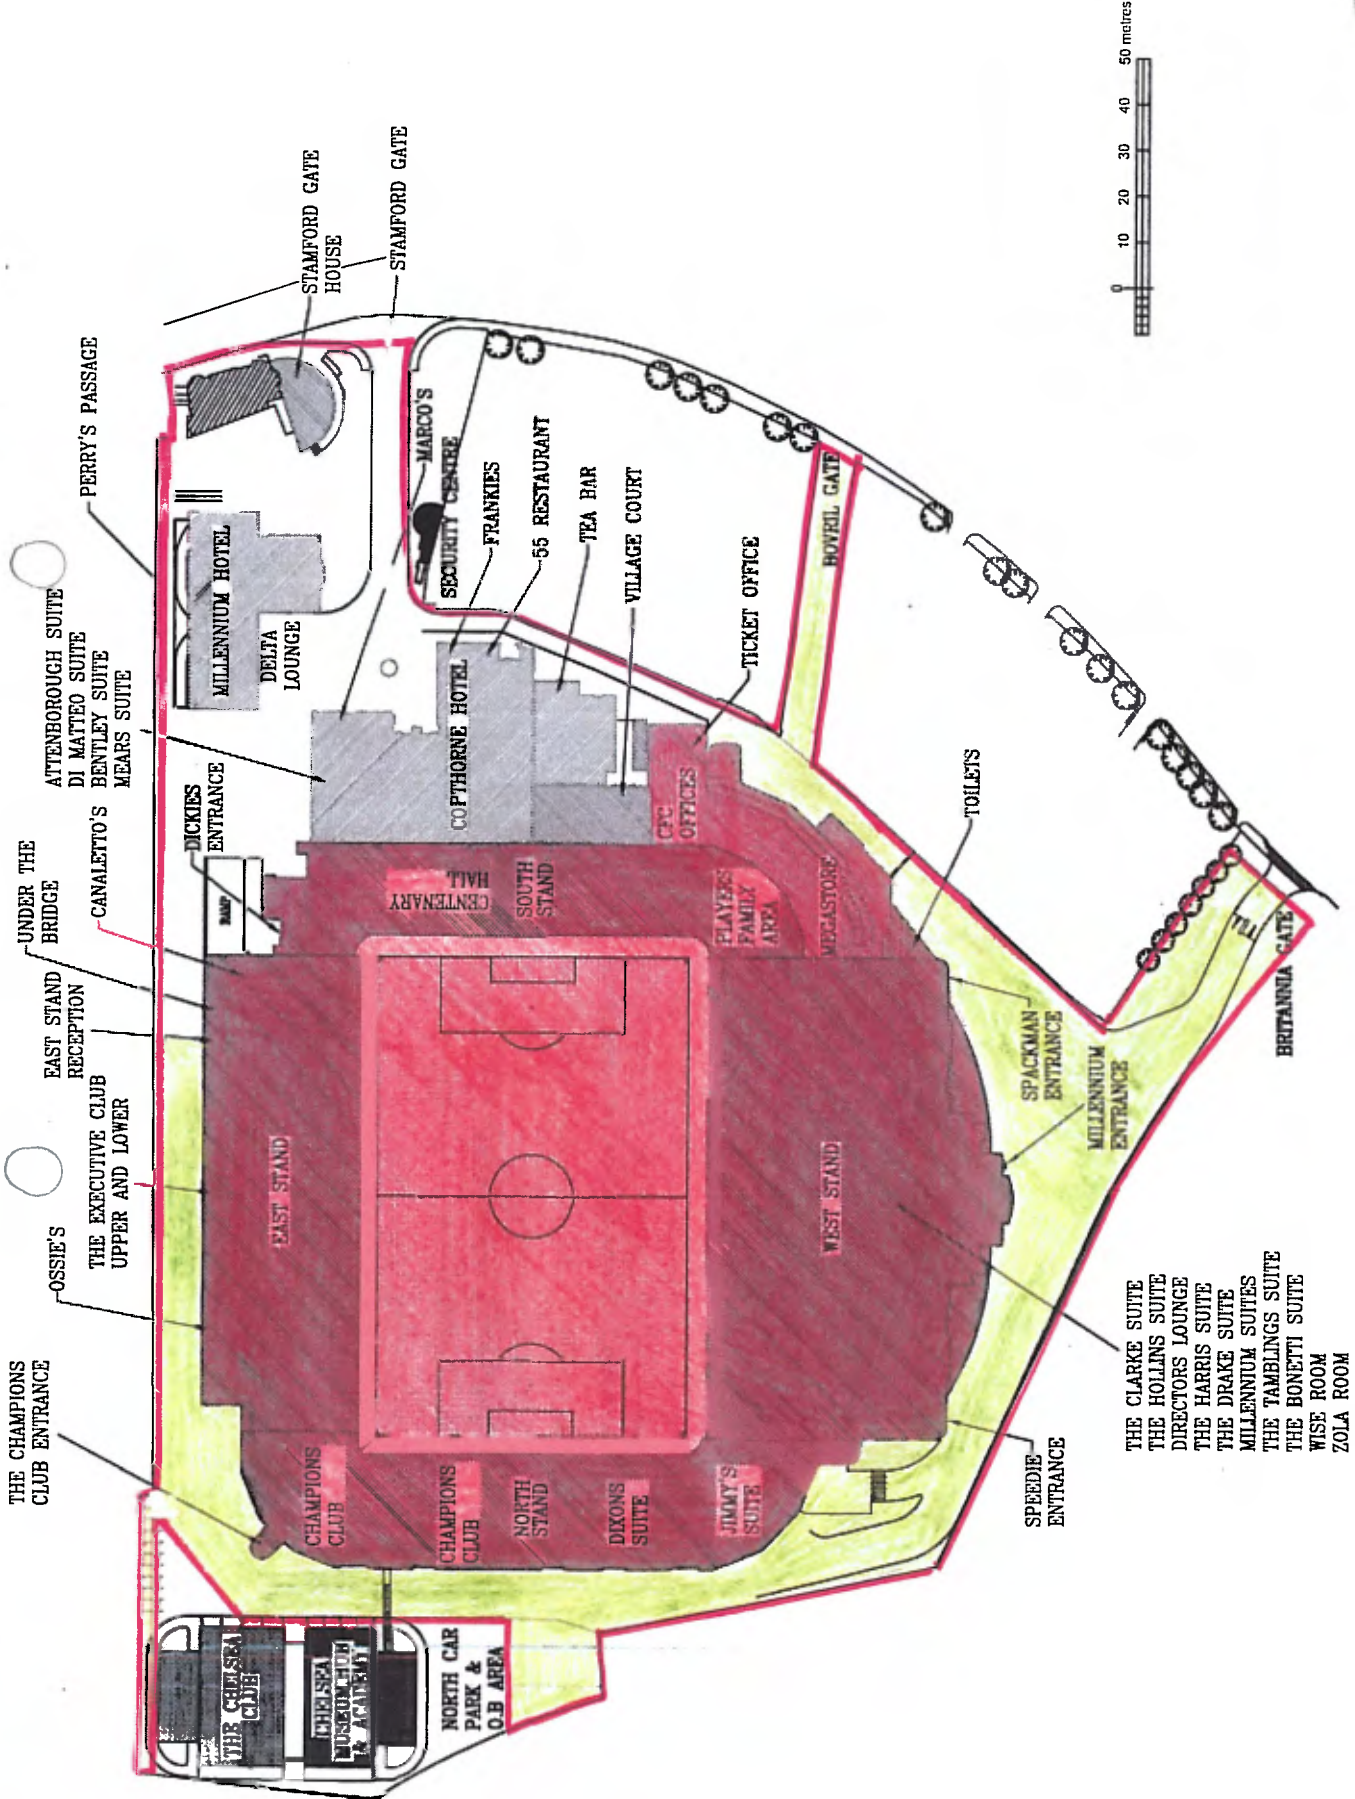 THE CHAMPIONS
CLUB ENTRANCE
OSSIE'S
THE EXECUTIVE CLUB
UPPER AND LOWER
EAST STAND
RECEPTION
UNDER THE
BRIDGE
CANALETTO'S
ATTENBOROUGH SUITE
DI MATTEO SUITE
BENTLEY SUITE
MEARS SUITE
PERRY'S PASSAGE
STAMFORD GATE
HOUSE
STAMFORD GATE
DICKIES
ENTRANCE
RAMP
MILLENNIUM HOTEL
DELTA
LOUNGE
MARCO'S
SECURITY CENTRE
FRANKIES
55 RESTAURANT
TEA BAR
VILLAGE COURT
TICKET OFFICE
COPTHORNE HOTEL
CFC
OFFICES
CENTENARY
HALL
SOUTH
STAND
PLAYERS
FAMILY
AREA
MEGASTORE
EAST STAND
WEST STAND
CHAMPIONS
CLUB
CHAMPIONS
CLUB
NORTH
STAND
DIXONS
SUITE
JIMMY'S
SUITE
THE CHELSEA
CLUB
CHELSEA
MUSEUM HUB
& ACADEMY
NORTH CAR
PARK &
O.B AREA
BOVRIL GATE
TOILETS
SPACKMAN
ENTRANCE
MILLENNIUM
ENTRANCE
BRITANNIA GATE
SPEEDIE
ENTRANCE
THE CLARKE SUITE
THE HOLLINS SUITE
DIRECTORS LOUNGE
THE HARRIS SUITE
THE DRAKE SUITE
MILLENNIUM SUITES
THE TAMBLINGS SUITE
THE BONETTI SUITE
WISE ROOM
ZOLA ROOM
0 10 20 30 40 50 metres